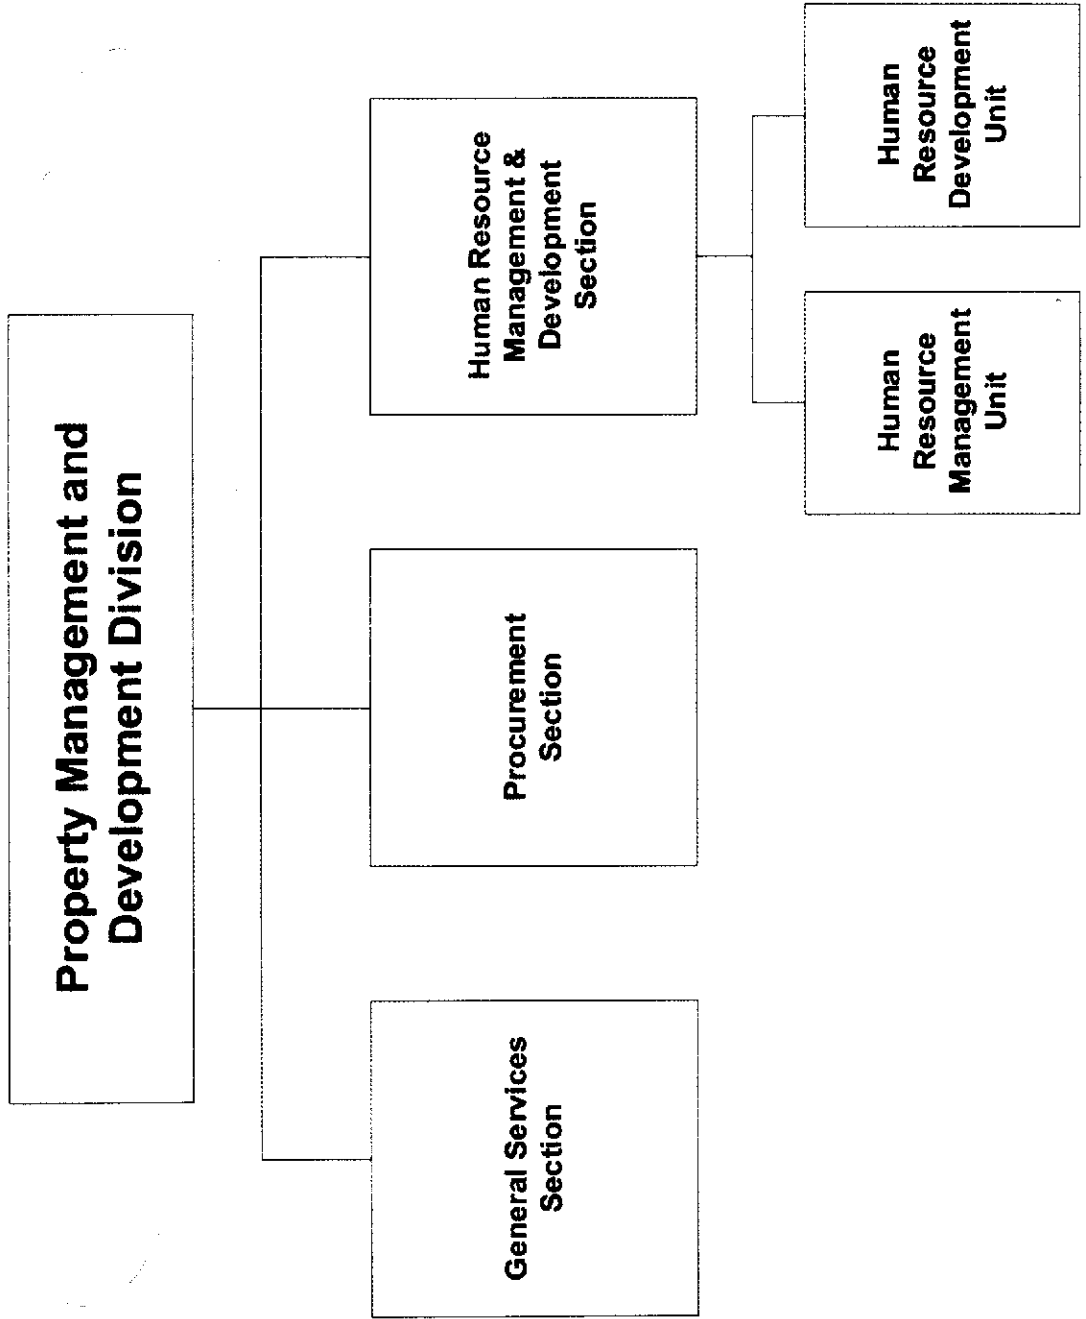 Property Management and
Development Division
General Services
Section
Procurement
Section
Human Resource
Management &
Development
Section
Human
Resource
Management
Unit
Human
Resource
Development
Unit